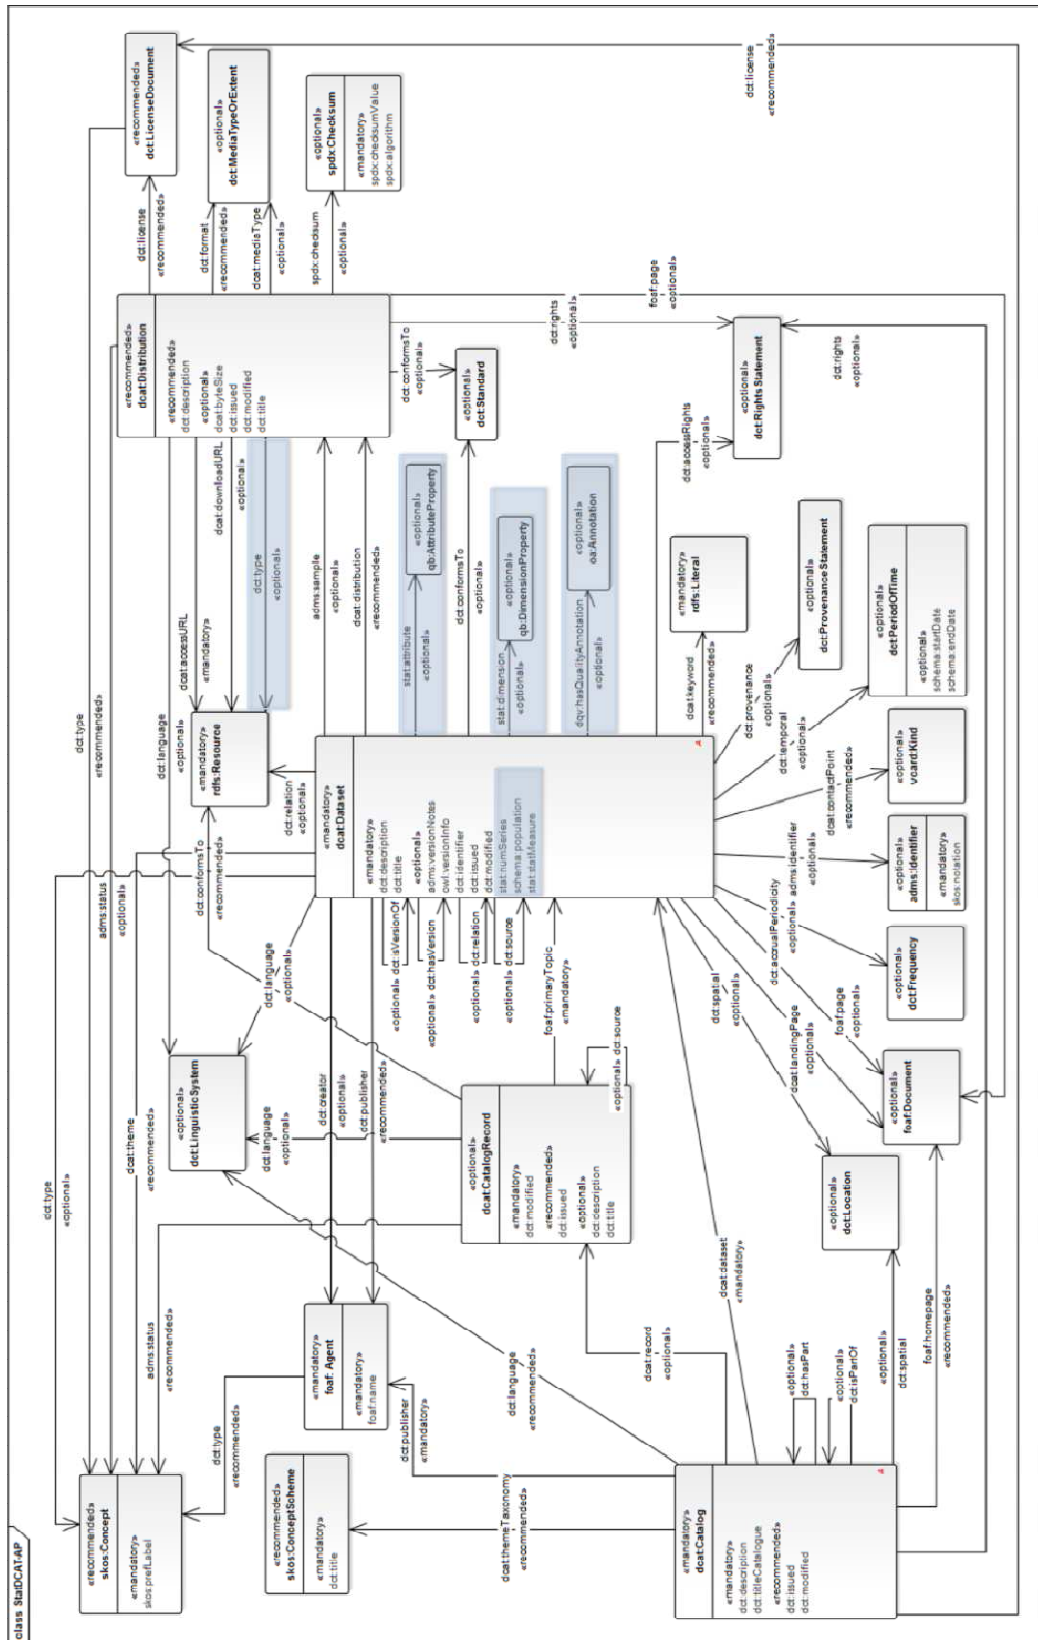 class StatDCAT-AP
«recommended»
dct:LicenseDocument
«optional»
dct:MediaTypeOrExtent
«optional»
spdx:Checksum
«mandatory»
spdx:checksumValue
spdx:algorithm
dct:license
«recommended»
dct:license
«recommended»
dct:format
«recommended»
dcat:mediaType
«optional»
spdx:checksum
«optional»
foaf:page
«optional»
«recommended»
dcat:Distribution
«recommended»
dct:description
«optional»
dcat:byteSize
dct:issued
dct:modified
dct:title
dct:rights
«optional»
dct:conformsTo
«optional»
«optional»
dct:Standard
«optional»
dct:RightsStatement
dct:rights
«optional»
dct:accessRights
«optional»
dct:type
«recommended»
dcat:accessURL
«mandatory»
dcat:downloadURL
«optional»
dct:type
«optional»
adms:sample
«optional»
dcat:distribution
«recommended»
stat:attribute
«optional»
«optional»
qb:AttributeProperty
dct:conformsTo
«optional»
stat:dimension
«optional»
«optional»
qb:DimensionProperty
dqv:hasQualityAnnotation
«optional»
«optional»
oa:Annotation
«mandatory»
rdfs:Literal
dcat:keyword
«recommended»
«optional»
dct:ProvenanceStatement
dct:provenance
«optional»
«optional»
dct:PeriodOfTime
«optional»
schema:startDate
schema:endDate
dct:temporal
«optional»
«optional»
vcard:Kind
dcat:contactPoint
«recommended»
«optional»
adms:Identifier
«mandatory»
skos:notation
adms:identifier
«optional»
«optional»
dct:Frequency
dct:accrualPeriodicity
«optional»
dct:language
«optional»
«mandatory»
rdfs:Resource
dct:relation
«optional»
dct:conformsTo
«recommended»
adms:status
«optional»
«mandatory»
dcat:Dataset
«mandatory»
dct:description
dct:title
«optional»
adms:versionNotes
owl:versionInfo
dct:identifier
dct:issued
dct:modified
stat:numSeries
schema:population
stat:statMeasure
«optional» dct:isVersionOf
«optional» dct:hasVersion
«optional» dct:relation
«optional» dct:source
foaf:primaryTopic
«mandatory»
dct:spatial
«optional»
dcat:landingPage
«optional»
foaf:page
«optional»
«optional»
foaf:Document
dct:language
«optional»
«optional»
dct:LinguisticSystem
dct:language
«optional»
dct:type
«optional»
dcat:theme
«recommended»
dct:creator
«optional»
dct:publisher
«recommended»
«optional»
dcat:CatalogRecord
«mandatory»
dct:modified
«recommended»
dct:issued
«optional»
dct:description
dct:title
«optional» dct:source
«optional»
dct:Location
dcat:dataset
«mandatory»
adms:status
«recommended»
«mandatory»
foaf: Agent
«mandatory»
foaf:name
dct:type
«recommended»
dct:publisher
«mandatory»
dct:language
«recommended»
dcat:record
«optional»
«optional»
dct:hasPart
«optional»
dct:isPartOf
«optional»
dct:spatial
foaf:homepage
«recommended»
«recommended»
skos:Concept
«mandatory»
skos:prefLabel
«recommended»
skos:ConceptScheme
«mandatory»
dct:title
dcat:themeTaxonomy
«recommended»
«mandatory»
dcat:Catalog
«mandatory»
dct:description
dct:titleCatalogue
«recommended»
dct:issued
dct:modified